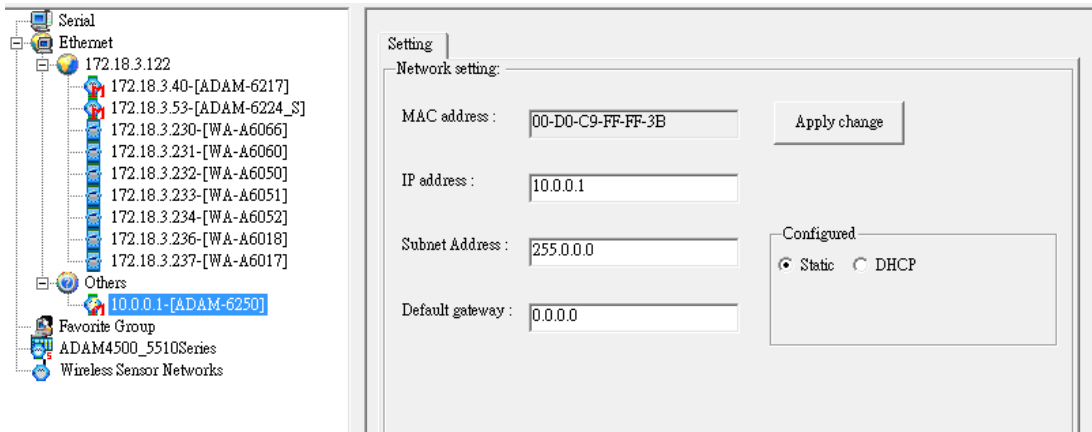 Serial
Ethernet
172.18.3.122
172.18.3.40-[ADAM-6217]
172.18.3.53-[ADAM-6224_S]
172.18.3.230-[WA-A6066]
172.18.3.231-[WA-A6060]
172.18.3.232-[WA-A6050]
172.18.3.233-[WA-A6051]
172.18.3.234-[WA-A6052]
172.18.3.236-[WA-A6018]
172.18.3.237-[WA-A6017]
Others
10.0.0.1-[ADAM-6250]
Favorite Group
ADAM4500_5510Series
Wireless Sensor Networks
Setting
Network setting:
MAC address : 00-D0-C9-FF-FF-3B
Apply change
IP address : 10.0.0.1
Subnet Address : 255.0.0.0
Configured
Static DHCP
Default gateway : 0.0.0.0